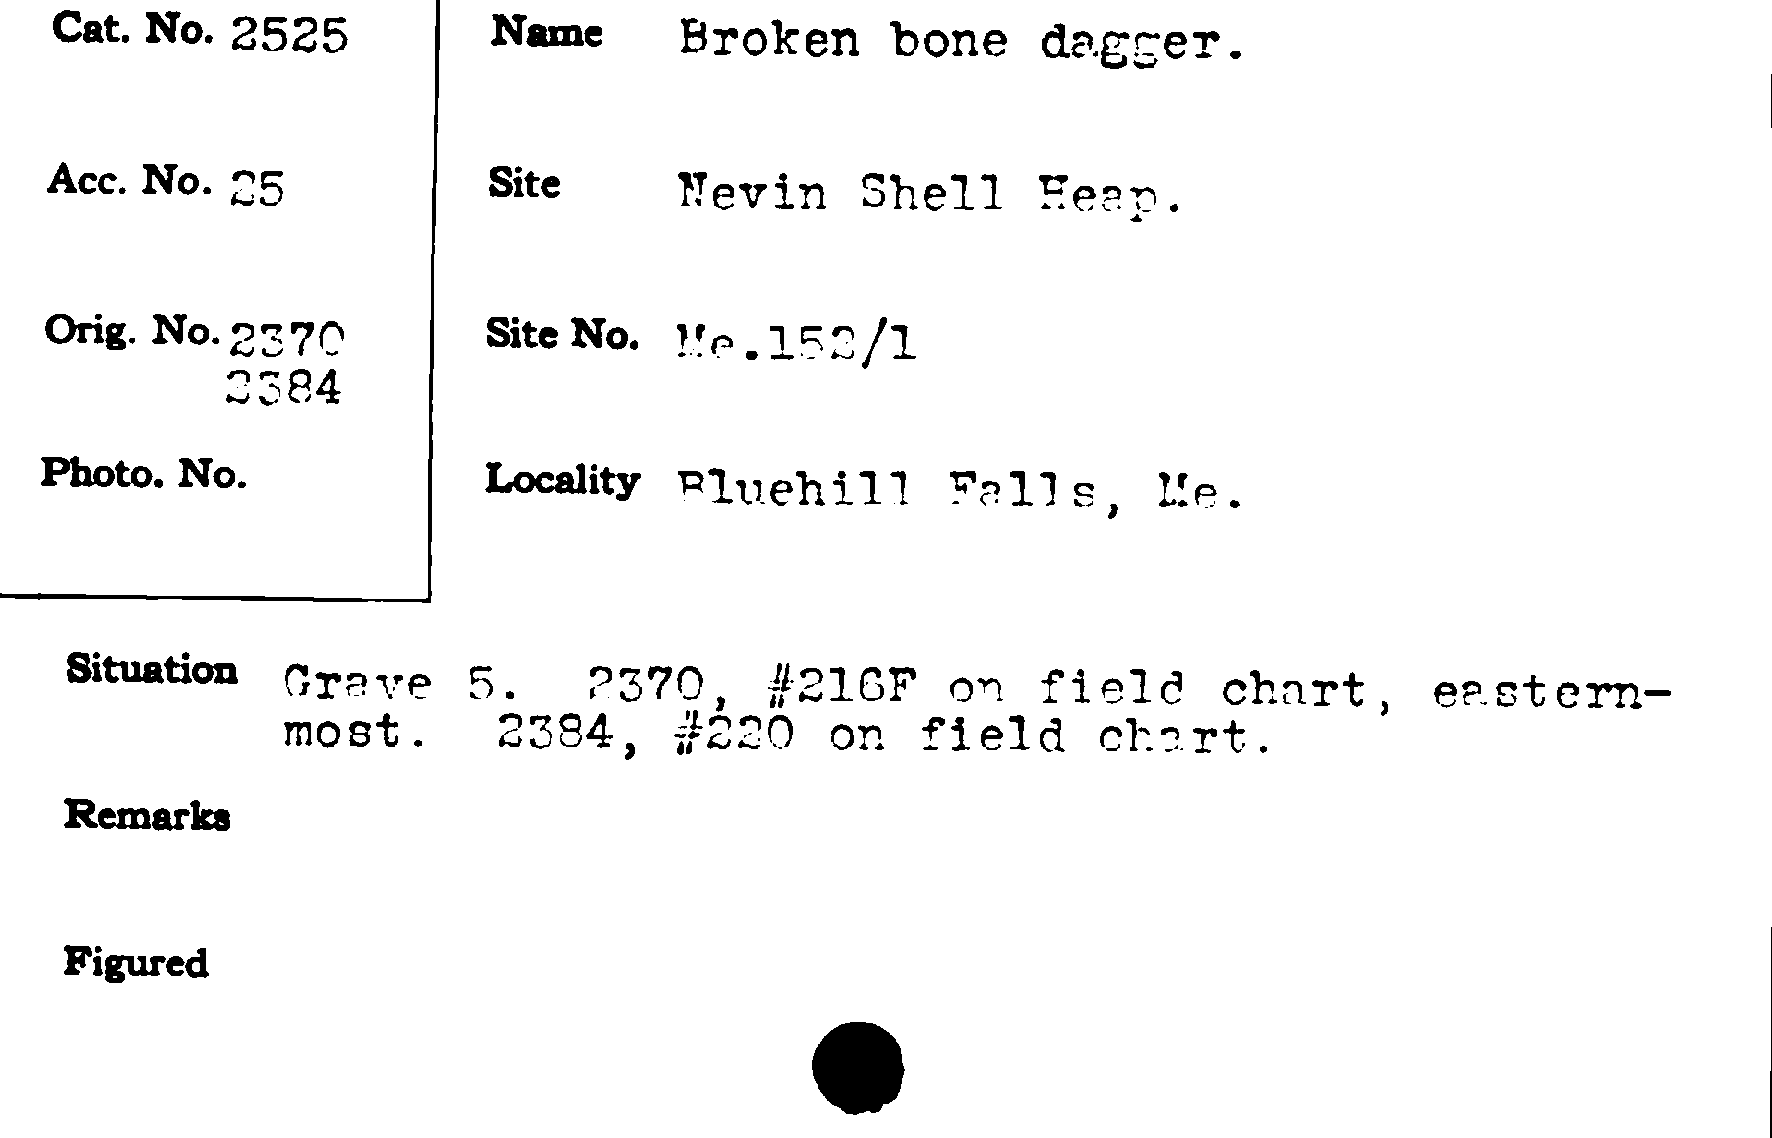 Cat. No. 2525
Name Broken bone dagger.
Acc. No. 25
Site Nevin Shell Heap.
Orig. No. 2370
2384
Site No. Me.152/1
Photo. No.
Locality Bluehill Falls, Me.
Situation Grave 5. 2370, #216F on field chart, eastern-
most. 2384, #220 on field chart.
Remarks
Figured